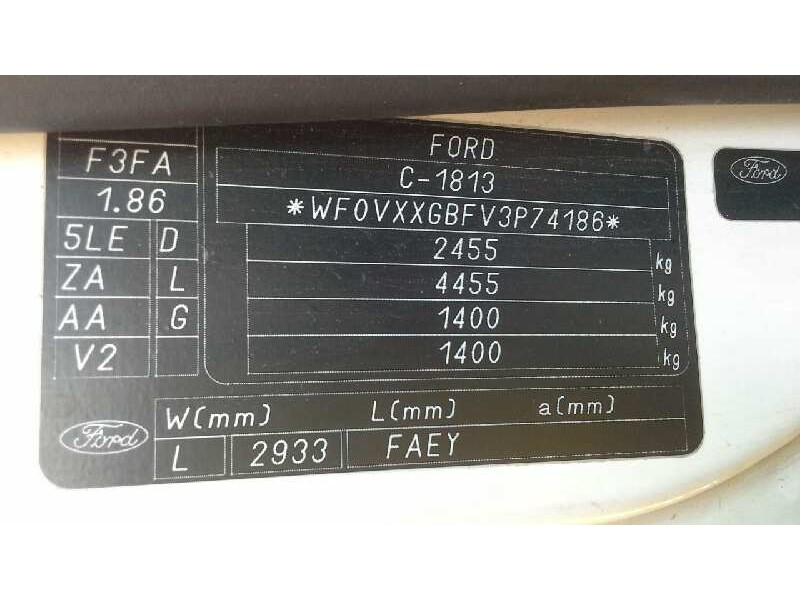 FORD
C-1813
*WF0VXXGBFV3P74186*
2455 kg
4455 kg
1400 kg
1400 kg
F3FA
1.86
5LE D
ZA L
AA G
V2
W(mm) L(mm) a(mm)
L 2933 FAEY
Ford
Ford